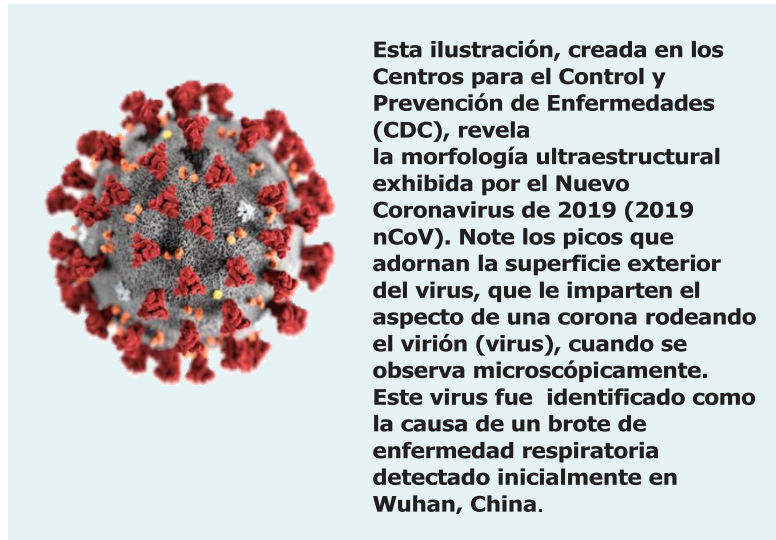 Esta ilustración, creada en los
Centros para el Control y
Prevención de Enfermedades
(CDC), revela
la morfología ultraestructural
exhibida por el Nuevo
Coronavirus de 2019 (2019
nCoV). Note los picos que
adornan la superficie exterior
del virus, que le imparten el
aspecto de una corona rodeando
el virión (virus), cuando se
observa microscópicamente.
Este virus fue  identificado como
la causa de un brote de
enfermedad respiratoria
detectado inicialmente en
Wuhan, China.